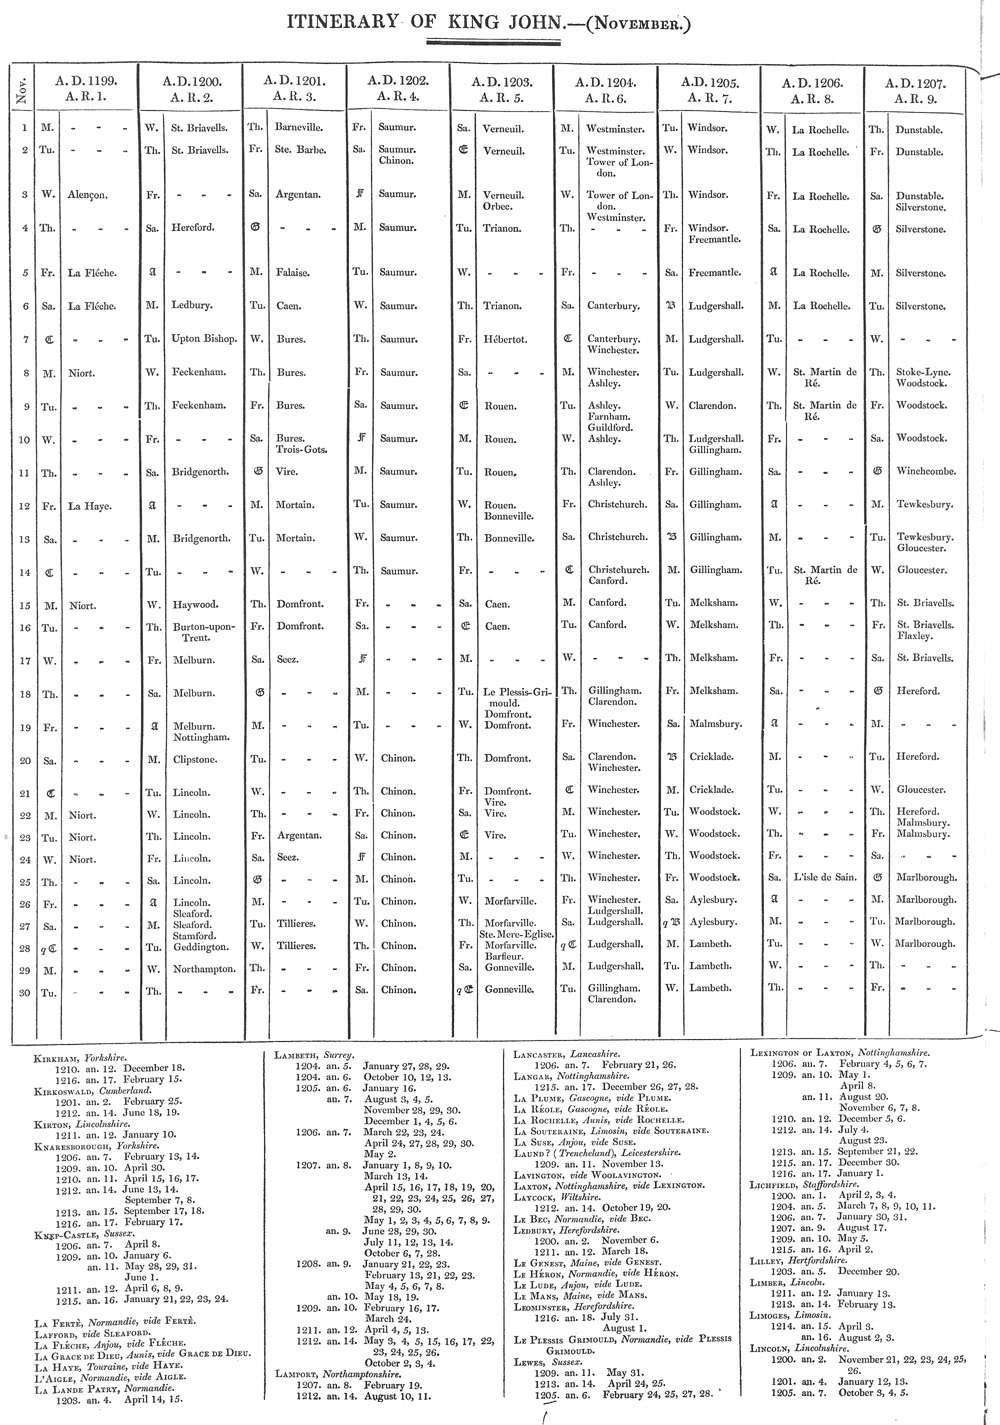 ITINERARY OF KING JOHN.—(NOVEMBER.)
Nov. A.D. 1199. A.D. 1200. A.D. 1201. A.D. 1202. A.D. 1203. A.D. 1204. A.D. 1205. A.D. 1206. A.D. 1207.
A. R. 1. A. R. 2. A. R. 3. A. R. 4. A. R. 5. A. R. 6. A. R. 7. A. R. 8. A. R. 9.
1 M. - - - W. St. Briavells. Th. Barneville. Fr. Saumur. Sa. Verneuil. M. Westminster. Tu. Windsor. W. La Rochelle. Th. Dunstable.
2 Tu. - - - Th. St. Briavells. Fr. Ste. Barbe. Sa. Saumur. E Verneuil. Tu. Westminster. W. Windsor. Th. La Rochelle. Fr. Dunstable.
Chinon. Tower of Lon-
don.
3 W. Alençon. Fr. - - - Sa. Argentan. F Saumur. M. Verneuil. W. Tower of Lon- Th. Windsor. Fr. La Rochelle. Sa. Dunstable.
Orbec. don. Silverstone.
Westminster.
4 Th. - - - Sa. Hereford. G - - - M. Saumur. Tu. Trianon. Th. - - - Fr. Windsor. Sa. La Rochelle. G Silverstone.
Freemantle.
5 Fr. La Fléche. A - - - M. Falaise. Tu. Saumur. W. - - - Fr. - - - Sa. Freemantle. A La Rochelle. M. Silverstone.
6 Sa. La Fléche. M. Ledbury. Tu. Caen. W. Saumur. Th. Trianon. Sa. Canterbury. B Ludgershall. M. La Rochelle. Tu. Silverstone.
7 C - - - Tu. Upton Bishop. W. Bures. Th. Saumur. Fr. Hébertot. C Canterbury. M. Ludgershall. Tu. - - - W. - - -
Winchester.
8 M. Niort. W. Feckenham. Th. Bures. Fr. Saumur. Sa. - - - M. Winchester. Tu. Ludgershall. W. St. Martin de Th. Stoke-Lyne.
Ashley. Ré. Woodstock.
9 Tu. - - - Th. Feckenham. Fr. Bures. Sa. Saumur. E Rouen. Tu. Ashley. W. Clarendon. Th. St. Martin de Fr. Woodstock.
Farnham. Ré.
Guildford.
10 W. - - - Fr. - - - Sa. Bures. F Saumur. M. Rouen. W. Ashley. Th. Ludgershall. Fr. - - - Sa. Woodstock.
Trois-Gots. Gillingham.
11 Th. - - - Sa. Bridgenorth. G Vire. M. Saumur. Tu. Rouen. Th. Clarendon. Fr. Gillingham. Sa. - - - G Winchcombe.
Ashley.
12 Fr. La Haye. A - - - M. Mortain. Tu. Saumur. W. Rouen. Fr. Christchurch. Sa. Gillingham. A - - - M. Tewkesbury.
Bonneville.
13 Sa. - - - M. Bridgenorth. Tu. Mortain. W. Saumur. Th. Bonneville. Sa. Christchurch. B Gillingham. M. - - - Tu. Tewkesbury.
Gloucester.
14 C - - - Tu. - - - W. - - - Th. Saumur. Fr. - - - C Christchurch. M. Gillingham. Tu. St. Martin de W. Gloucester.
Canford. Ré.
15 M. Niort. W. Haywood. Th. Domfront. Fr. - - - Sa. Caen. M. Canford. Tu. Melksham. W. - - - Th. St. Briavells.
16 Tu. - - - Th. Burton-upon- Fr. Domfront. Sa. - - - E Caen. Tu. Canford. W. Melksham. Th. - - - Fr. St. Briavells.
Trent. Flaxley.
17 W. - - - Fr. Melburn. Sa. Seez. F - - - M. - - - W. - - - Th. Melksham. Fr. - - - Sa. St. Briavells.
18 Th. - - - Sa. Melburn. G - - - M. - - - Tu. Le Plessis-Gri- Th. Gillingham. Fr. Melksham. Sa. - - - G Hereford.
mould. Clarendon.
Domfront.
19 Fr. - - - A Melburn. M. - - - Tu. - - - W. Domfront. Fr. Winchester. Sa. Malmsbury. A - - - M. - - -
Nottingham.
20 Sa. - - - M. Clipstone. Tu. - - - W. Chinon. Th. Domfront. Sa. Clarendon. B Cricklade. M. - - - Tu. Hereford.
Winchester.
21 C - - - Tu. Lincoln. W. - - - Th. Chinon. Fr. Domfront. C Winchester. M. Cricklade. Tu. - - - W. Gloucester.
Vire.
22 M. Niort. W. Lincoln. Th. - - - Fr. Chinon. Sa. Vire. M. Winchester. Tu. Woodstock. W. - - - Th. Hereford.
Malmsbury.
23 Tu. Niort. Th. Lincoln. Fr. Argentan. Sa. Chinon. E Vire. Tu. Winchester. W. Woodstock. Th. - - - Fr. Malmsbury.
24 W. Niort. Fr. Lincoln. Sa. Seez. F Chinon. M. - - - W. Winchester. Th. Woodstock. Fr. - - - Sa. - - -
25 Th. - - - Sa. Lincoln. G - - - M. Chinon. Tu. - - - Th. Winchester. Fr. Woodstock. Sa. L'isle de Sain. G Marlborough.
26 Fr. - - - A Lincoln. M. - - - Tu. Chinon. W. Morfarville. Fr. Winchester. Sa. Aylesbury. A - - - M. Marlborough.
Sleaford. Ludgershall.
27 Sa. - - - M. Sleaford. Tu. Tillieres. W. Chinon. Th. Morfarville. Sa. Ludgershall. q B Aylesbury. M. - - - Tu. Marlborough.
Stamford. Ste. Mere-Eglise.
28 q C - - - Tu. Geddington. W. Tillieres. Th. Chinon. Fr. Morfarville. q C Ludgershall. M. Lambeth. Tu. - - - W. Marlborough.
Barfleur.
29 M. - - - W. Northampton. Th. - - - Fr. Chinon. Sa. Gonneville. M. Ludgershall. Tu. Lambeth. W. - - - Th. - - -
30 Tu. - - - Th. - - - Fr. - - - Sa. Chinon. q E Gonneville. Tu. Gillingham. W. Lambeth. Th. - - - Fr. - - -
Clarendon.
KIRKHAM, Yorkshire.
1210. an. 12. December 18.
1216. an. 17. February 15.
KIRKOSWALD, Cumberland.
1201. an. 2. February 25.
1212. an. 14. June 18, 19.
KIRTON, Lincolnshire.
1211. an. 12. January 10.
KNARESBOROUGH, Yorkshire.
1206. an. 7. February 13, 14.
1209. an. 10. April 30.
1210. an. 11. April 15, 16, 17.
1212. an. 14. June 13, 14.
September 7, 8.
1213. an. 15. September 17, 18.
1216. an. 17. February 17.
KNEP-CASTLE, Sussex.
1206. an. 7. April 8.
1209. an. 10. January 6.
an. 11. May 28, 29, 31.
June 1.
1211. an. 12. April 6, 8, 9.
1215. an. 16. January 21, 22, 23, 24.
LA FERTÈ, Normandie, vide FERTÈ.
LAFFORD, vide SLEAFORD.
LA FLÉCHE, Anjou, vide FLÉCHE.
LA GRACE DE DIEU, Aunis, vide GRACE DE DIEU.
LA HAYE, Touraine, vide HAYE.
L'AIGLE, Normandie, vide AIGLE.
LA LANDE PATRY, Normandie.
1203. an. 4. April 14, 15.
LAMBETH, Surrey.
1204. an. 5. January 27, 28, 29.
1204. an. 6. October 10, 12, 13.
1205. an. 6. January 16.
an. 7. August 3, 4, 5.
November 28, 29, 30.
December 1, 4, 5, 6.
1206. an. 7. March 22, 23, 24.
April 24, 27, 28, 29, 30.
May 2.
1207. an. 8. January 1, 8, 9, 10.
March 13, 14.
April 15, 16, 17, 18, 19, 20,
21, 22, 23, 24, 25, 26, 27,
28, 29, 30.
May 1, 2, 3, 4, 5, 6, 7, 8, 9.
an. 9. June 28, 29, 30.
July 11, 12, 13, 14.
October 6, 7, 28.
1208. an. 9. January 21, 22, 23.
February 13, 21, 22, 23.
May 4, 5, 6, 7, 8.
an. 10. May 18, 19.
1209. an. 10. February 16, 17.
March 24.
1211. an. 12. April 4, 5, 13.
1212. an. 14. May 3, 4, 5, 15, 16, 17, 22,
23, 24, 25, 26.
October 2, 3, 4.
LAMPORT, Northamptonshire.
1207. an. 8. February 19.
1212. an. 14. August 10, 11.
LANCASTER, Lancashire.
1206. an. 7. February 21, 26.
LANGAR, Nottinghamshire.
1215. an. 17. December 26, 27, 28.
LA PLUME, Gascogne, vide PLUME.
LA RÉOLE, Gascogne, vide RÉOLE.
LA ROCHELLE, Aunis, vide ROCHELLE.
LA SOUTERAINE, Limosin, vide SOUTERAINE.
LA SUSE, Anjou, vide SUSE.
LAUND? (Trencheland), Leicestershire.
1209. an. 11. November 13.
LAVINGTON, vide WOOLAVINGTON.
LAXTON, Nottinghamshire, vide LEXINGTON.
LAYCOCK, Wiltshire.
1212. an. 14. October 19, 20.
LE BEC, Normandie, vide BEC.
LEDBURY, Herefordshire.
1200. an. 2. November 6.
1211. an. 12. March 18.
LE GENEST, Maine, vide GENEST.
LE HÉRON, Normandie, vide HÉRON.
LE LUDE, Anjou, vide LUDE.
LE MANS, Maine, vide MANS.
LEOMINSTER, Herefordshire.
1216. an. 18. July 31.
August 1.
LE PLESSIS GRIMOULD, Normandie, vide PLESSIS
GRIMOULD.
LEWES, Sussex.
1209. an. 11. May 31.
1213. an. 14. April 24, 25.
1205. an. 6. February 24, 25, 27, 28.
LEXINGTON OR LAXTON, Nottinghamshire.
1206. an. 7. February 4, 5, 6, 7.
1209. an. 10. May 1.
April 8.
an. 11. August 20.
November 6, 7, 8.
1210. an. 12. December 5, 6.
1212. an. 14. July 4.
August 23.
1213. an. 15. September 21, 22.
1215. an. 17. December 30.
1216. an. 17. January 1.
LICHFIELD, Staffordshire.
1200. an. 1. April 2, 3, 4.
1204. an. 5. March 7, 8, 9, 10, 11.
1206. an. 7. January 30, 31.
1207. an. 9. August 17.
1209. an. 10. May 5.
1215. an. 16. April 2.
LILLEY, Hertfordshire.
1203. an. 5. December 20.
LIMBER, Lincoln.
1211. an. 12. January 13.
1213. an. 14. February 13.
LIMOGES, Limosin.
1214. an. 15. April 3.
an. 16. August 2, 3.
LINCOLN, Lincolnshire.
1200. an. 2. November 21, 22, 23, 24, 25,
26.
1201. an. 4. January 12, 13.
1205. an. 7. October 3, 4, 5.